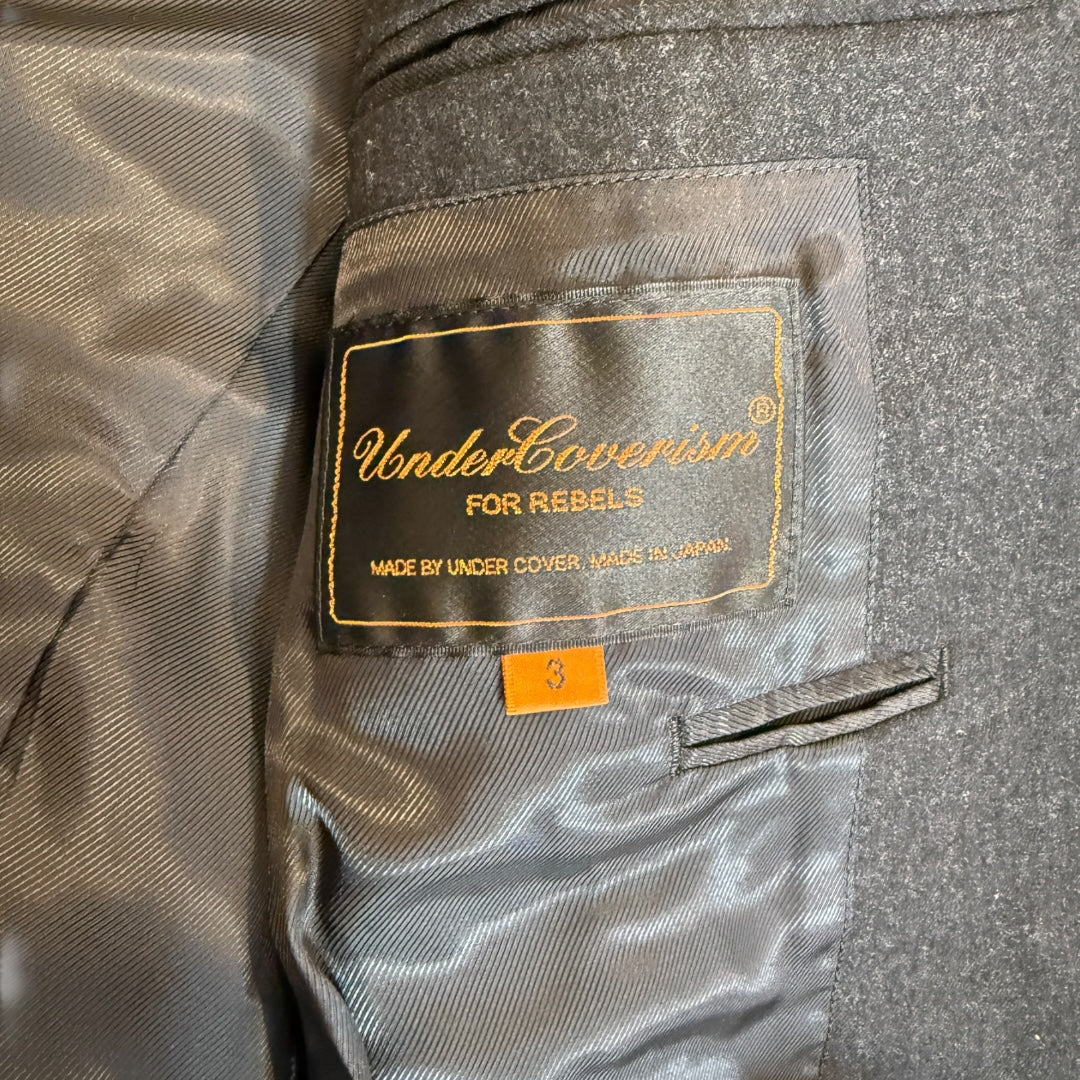 UnderCoverism®
FOR REBELS
MADE BY UNDER COVER. MADE IN JAPAN.
3